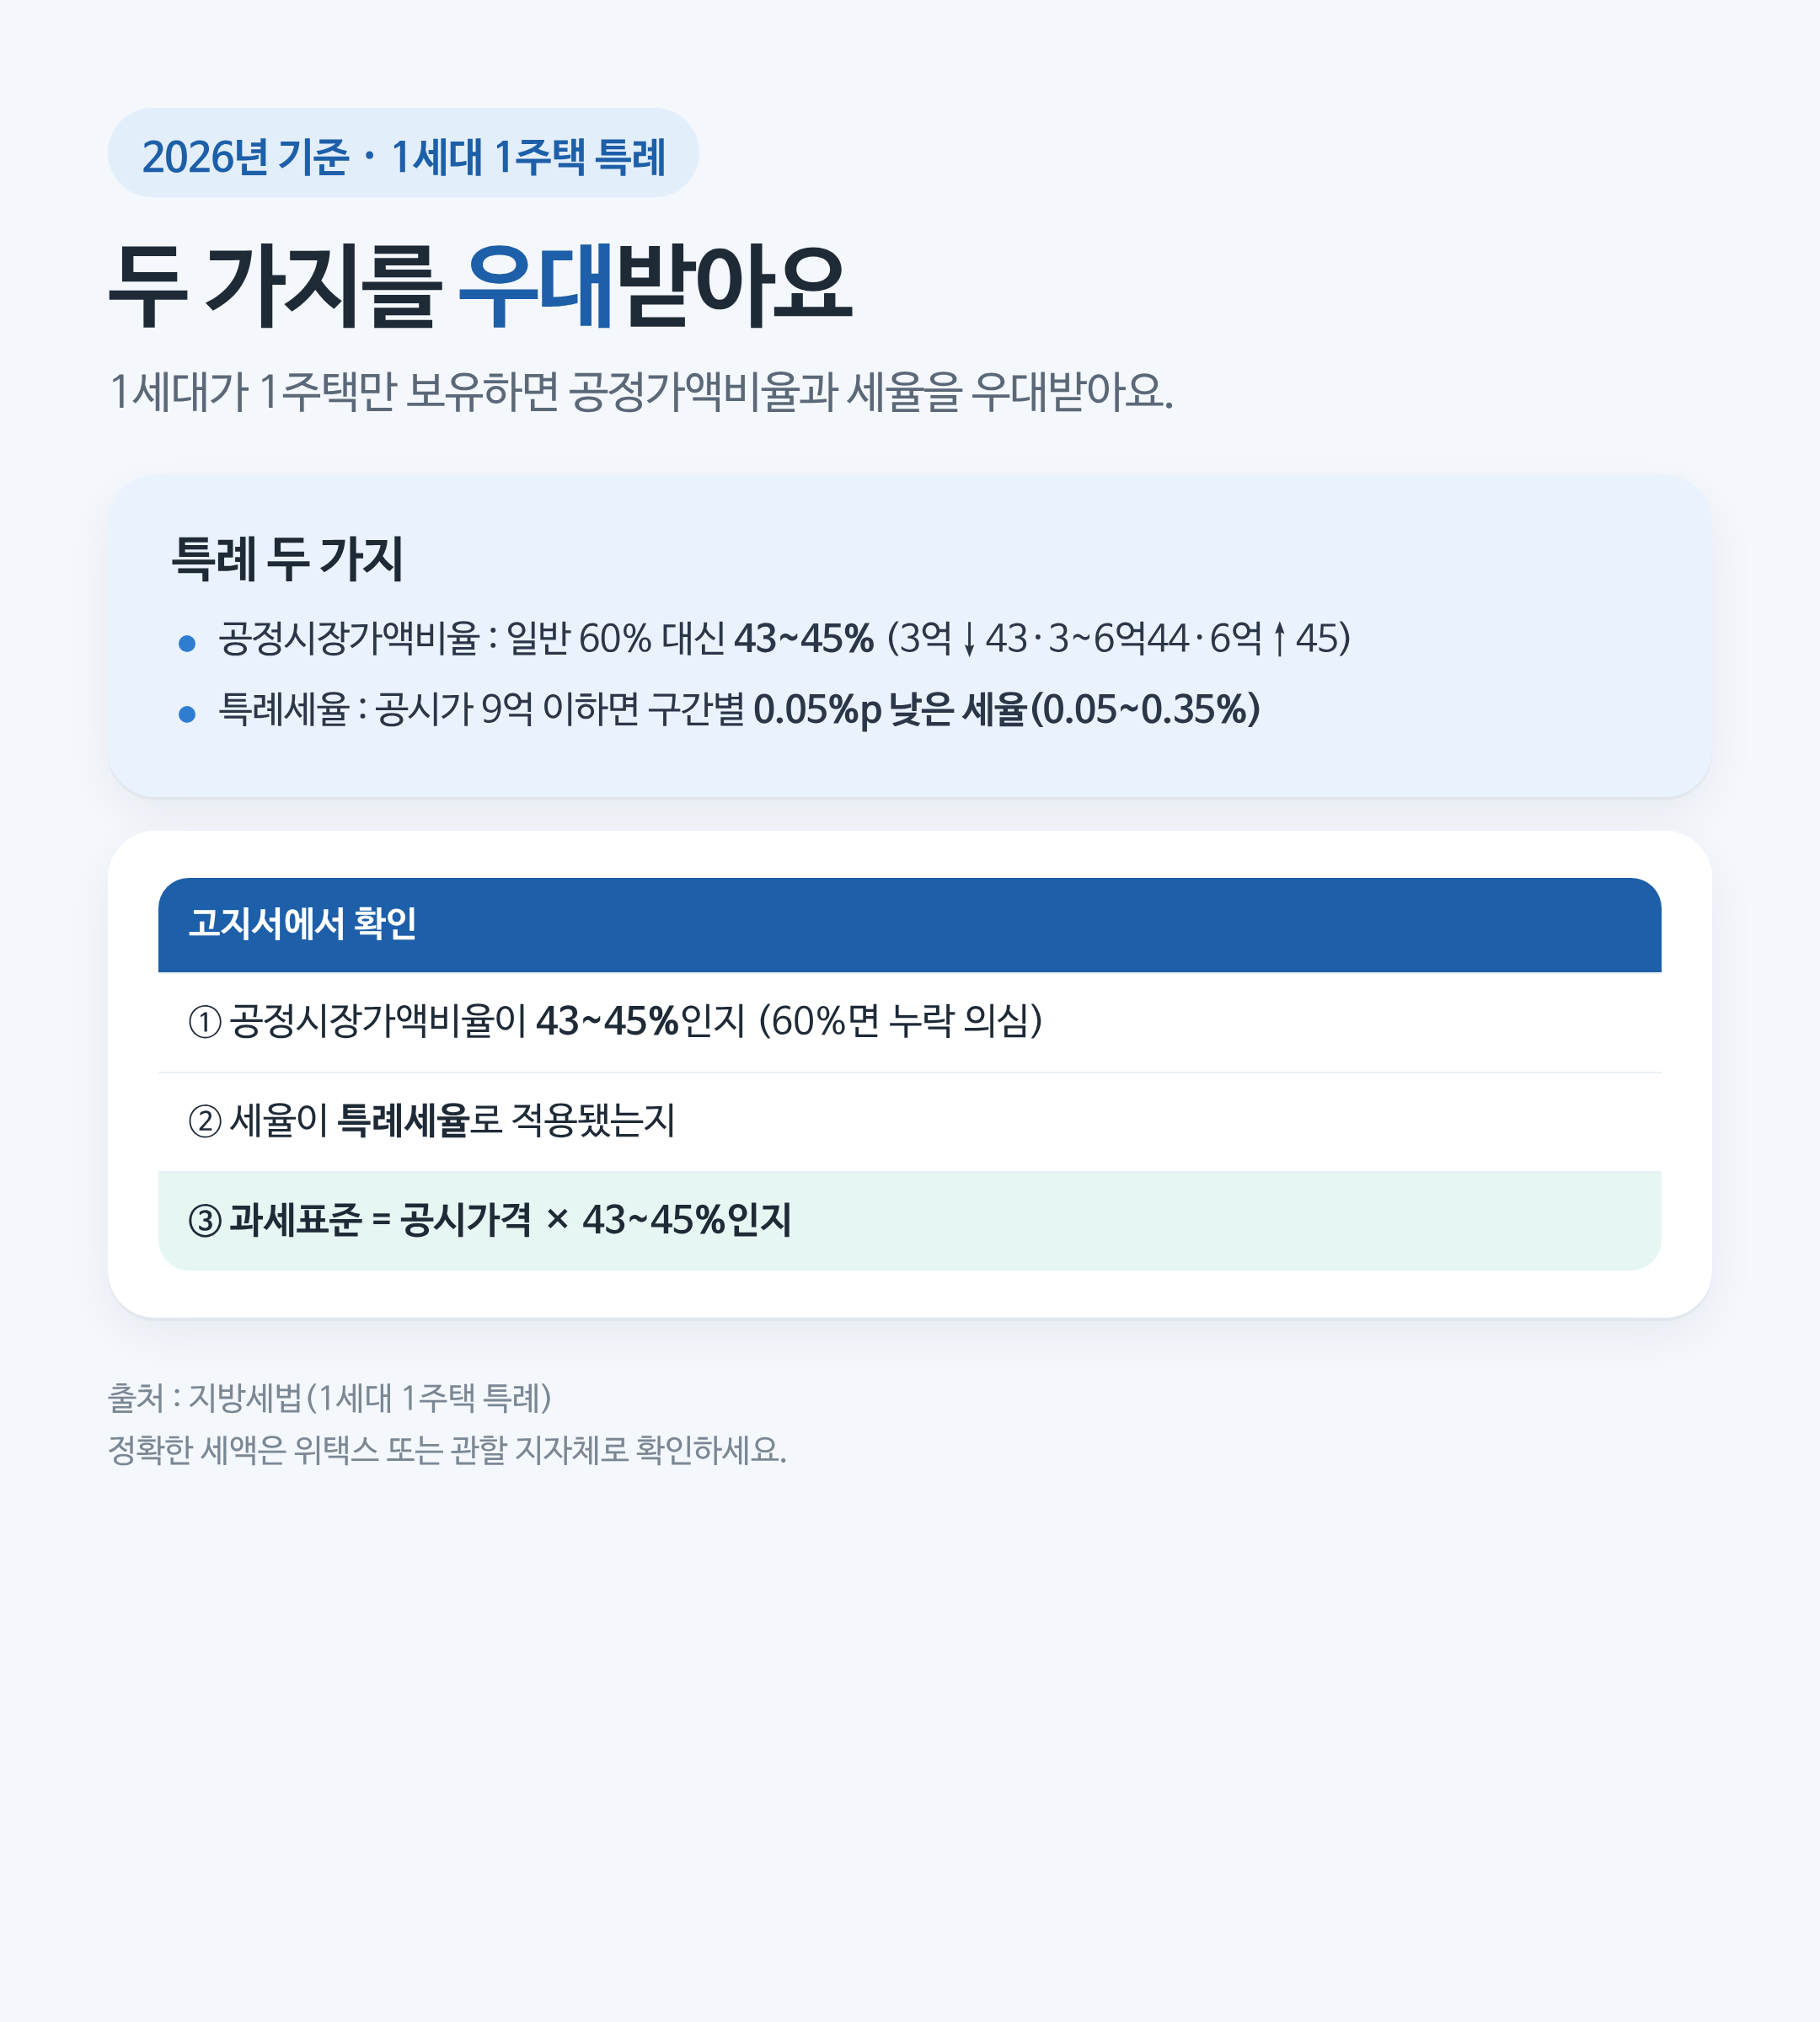 2026년 기준 · 1세대 1주택 특례
두 가지를 우대받아요
1세대가 1주택만 보유하면 공정가액비율과 세율을 우대받아요.
특례 두 가지
● 공정시장가액비율 : 일반 60% 대신 43~45% (3억↓43·3~6억44·6억↑45)
● 특례세율 : 공시가 9억 이하면 구간별 0.05%p 낮은 세율(0.05~0.35%)
고지서에서 확인
① 공정시장가액비율이 43~45%인지 (60%면 누락 의심)
② 세율이 특례세율로 적용됐는지
③ 과세표준 = 공시가격 × 43~45%인지
출처 : 지방세법(1세대 1주택 특례)
정확한 세액은 위택스 또는 관할 지자체로 확인하세요.